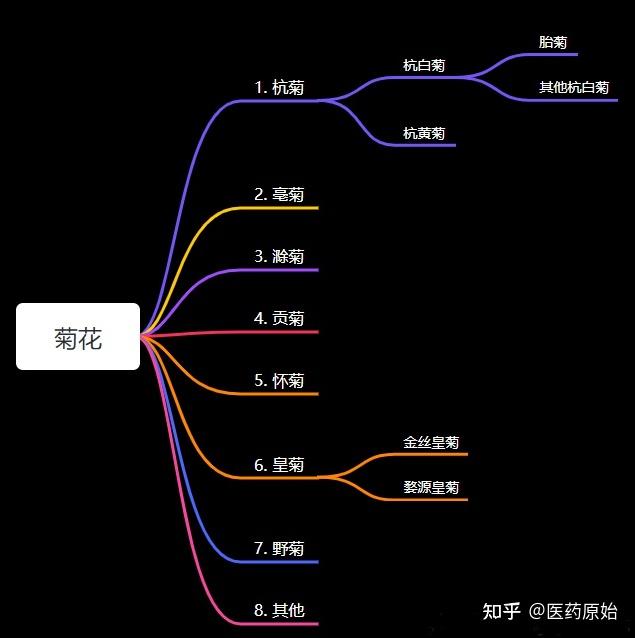 胎菊
杭白菊
1. 杭菊
其他杭白菊
杭黄菊
2. 亳菊
3. 滁菊
4. 贡菊
菊花
5. 怀菊
金丝皇菊
6. 皇菊
婺源皇菊
7. 野菊
8. 其他
知乎 @医药原始